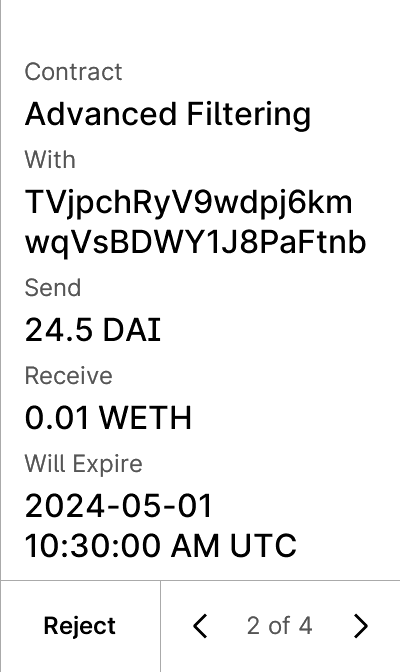 Contract
Advanced Filtering
With
TVjpchRyV9wdpj6km
wqVsBDWY1J8PaFtnb
Send
24.5 DAI
Receive
0.01 WETH
Will Expire
2024-05-01
10:30:00 AM UTC
Reject
2 of 4